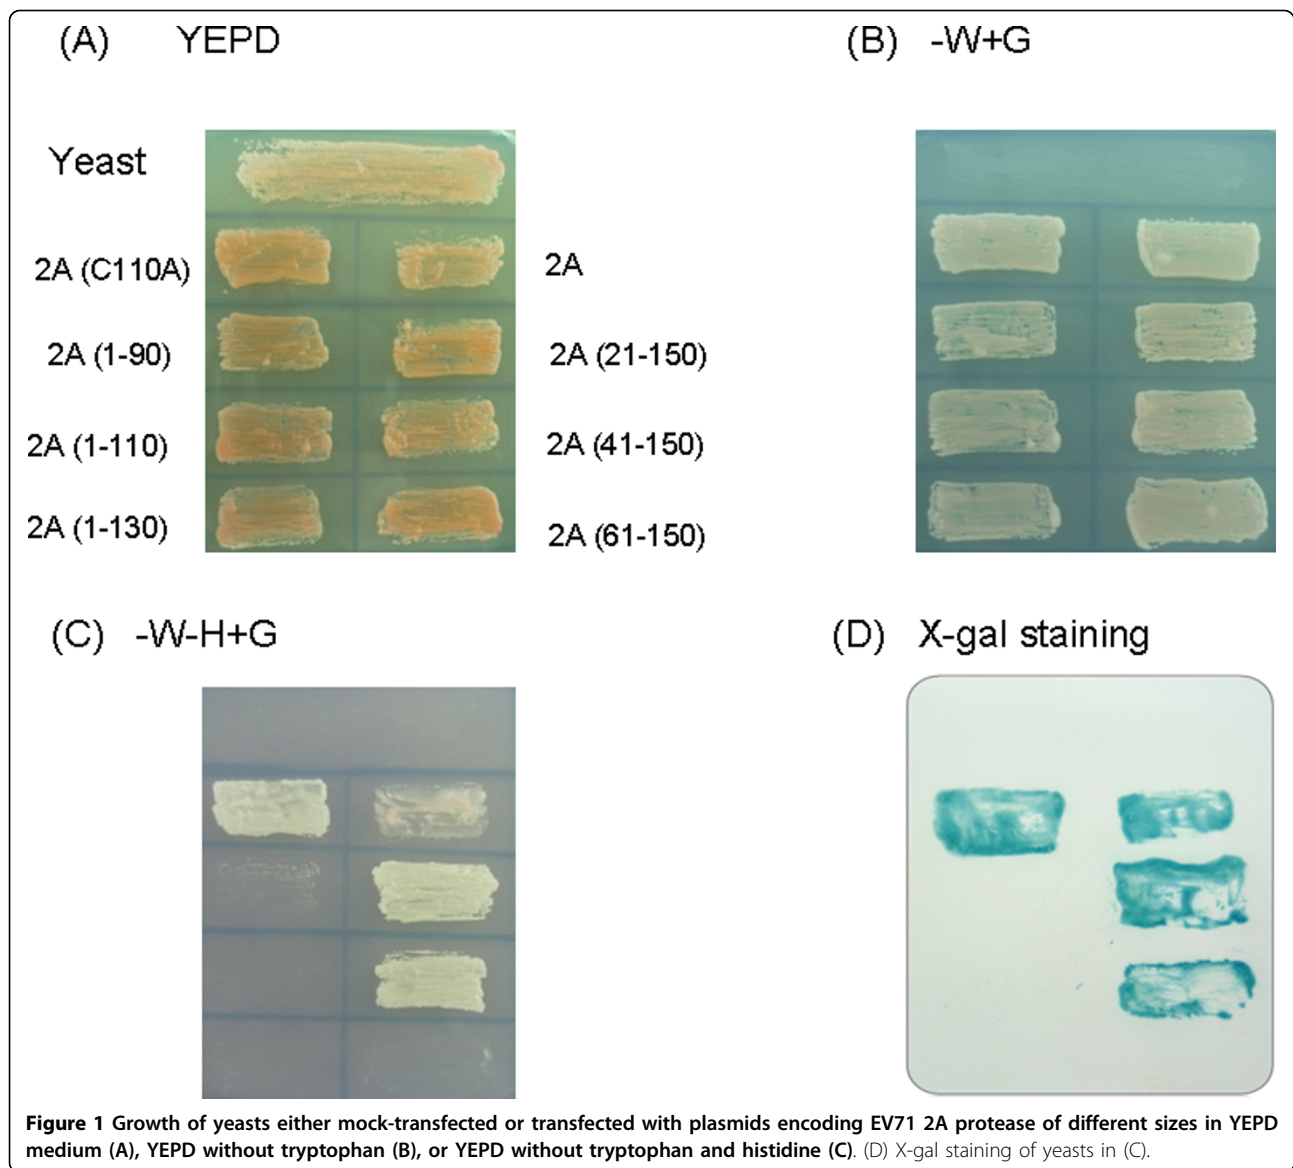 (A) YEPD
(B) -W+G
Yeast
2A (C110A)
2A
2A (1-90)
2A (21-150)
2A (1-110)
2A (41-150)
2A (1-130)
2A (61-150)
(C) -W-H+G
(D) X-gal staining
Figure 1 Growth of yeasts either mock-transfected or transfected with plasmids encoding EV71 2A protease of different sizes in YEPD
medium (A), YEPD without tryptophan (B), or YEPD without tryptophan and histidine (C). (D) X-gal staining of yeasts in (C).